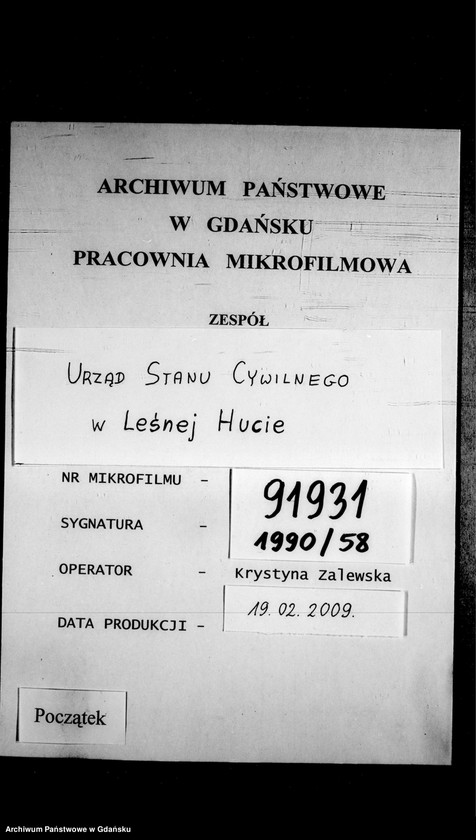 ARCHIWUM PAŃSTWOWE
W GDAŃSKU
PRACOWNIA MIKROFILMOWA
ZESPÓŁ
URZĄD STANU CYWILNEGO
w Leśnej Hucie
NR MIKROFILMU - 91931
SYGNATURA - 1990/58
OPERATOR - Krystyna Zalewska
DATA PRODUKCJI - 19.02.2009.
Początek
Archiwum Państwowe w Gdańsku